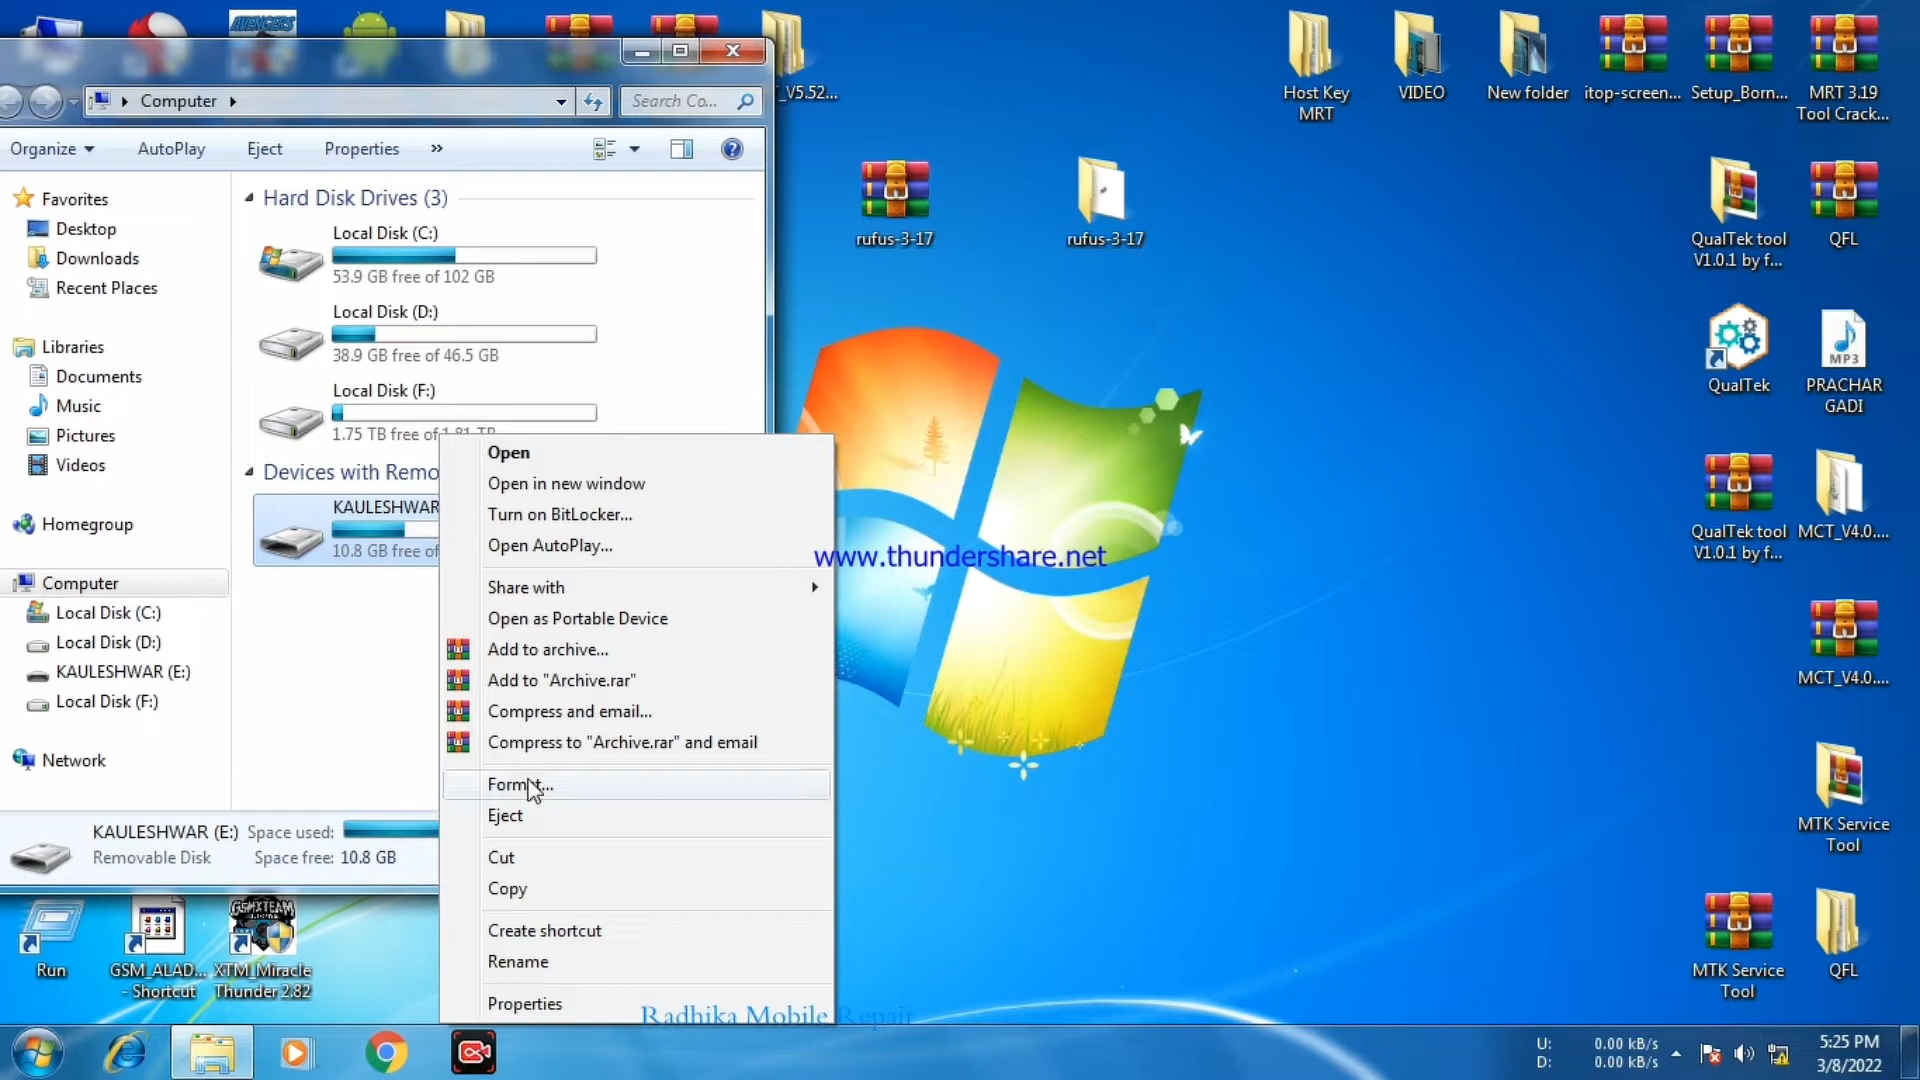 AVENGERS
_V5.52...
Computer
Search Co...
Organize
AutoPlay
Eject
Properties
»
Favorites
Desktop
Downloads
Recent Places
Libraries
Documents
Music
Pictures
Videos
Homegroup
Computer
Local Disk (C:)
Local Disk (D:)
KAULESHWAR (E:)
Local Disk (F:)
Network
Hard Disk Drives (3)
Local Disk (C:)
53.9 GB free of 102 GB
Local Disk (D:)
38.9 GB free of 46.5 GB
Local Disk (F:)
1.75 TB free of 1.81 TB
Devices with Remo
KAULESHWAR
10.8 GB free of
Open
Open in new window
Turn on BitLocker...
Open AutoPlay...
Share with
Open as Portable Device
Add to archive...
Add to "Archive.rar"
Compress and email...
Compress to "Archive.rar" and email
Format...
Eject
Cut
Copy
Create shortcut
Rename
Properties
KAULESHWAR (E:) Space used:
Removable Disk Space free: 10.8 GB
Run
GSM_ALAD...
- Shortcut
GSMXTEAM
XTM_Miracle
Thunder 2.82
rufus-3-17
rufus-3-17
www.thundershare.net
Radhika Mobile Repair
Host Key
MRT
VIDEO
New folder
itop-screen...
Setup_Born...
MRT 3.19
Tool Crack...
QualTek tool
V1.0.1 by f...
QFL
QualTek
MP3
PRACHAR
GADI
QualTek tool
V1.0.1 by f...
MCT_V4.0....
MCT_V4.0....
MTK Service
Tool
MTK Service
Tool
QFL
U: 0.00 kB/s
D: 0.00 kB/s
5:25 PM
3/8/2022